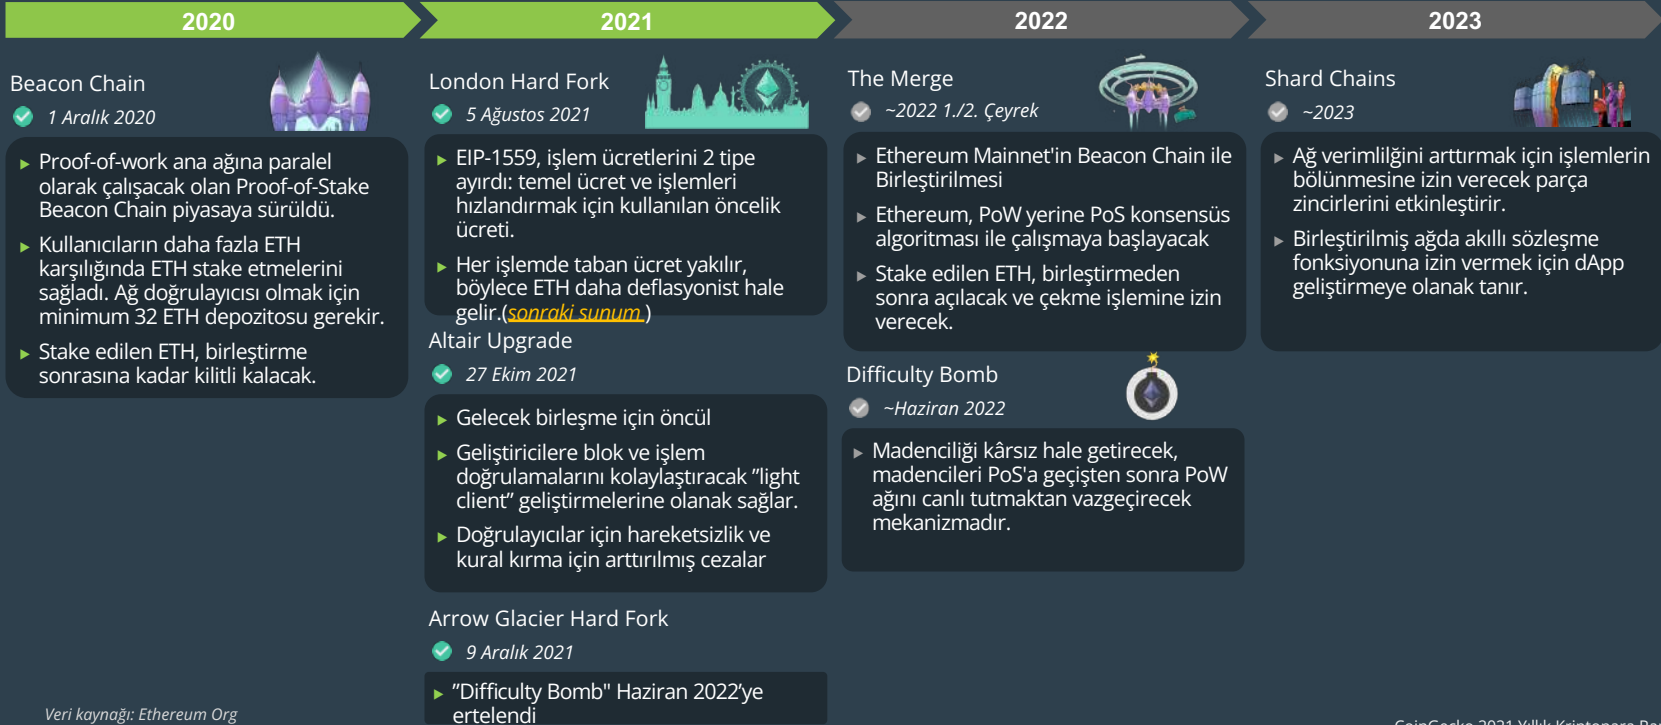 2020
2021
2022
2023
Beacon Chain
1 Aralık 2020
Proof-of-work ana ağına paralel
olarak çalışacak olan Proof-of-Stake
Beacon Chain piyasaya sürüldü.
Kullanıcıların daha fazla ETH
karşılığında ETH stake etmelerini
sağladı. Ağ doğrulayıcısı olmak için
minimum 32 ETH depozitosu gerekir.
Stake edilen ETH, birleştirme
sonrasına kadar kilitli kalacak.
London Hard Fork
5 Ağustos 2021
EIP-1559, işlem ücretlerini 2 tipe
ayırdı: temel ücret ve işlemleri
hızlandırmak için kullanılan öncelik
ücreti.
Her işlemde taban ücret yakılır,
böylece ETH daha deflasyonist hale
gelir.(sonraki sunum )
Altair Upgrade
27 Ekim 2021
Gelecek birleşme için öncül
Geliştiricilere blok ve işlem
doğrulamalarını kolaylaştıracak ”light
client” geliştirmelerine olanak sağlar.
Doğrulayıcılar için hareketsizlik ve
kural kırma için arttırılmış cezalar
Arrow Glacier Hard Fork
9 Aralık 2021
”Difficulty Bomb" Haziran 2022’ye
ertelendi
The Merge
~2022 1./2. Çeyrek
Ethereum Mainnet'in Beacon Chain ile
Birleştirilmesi
Ethereum, PoW yerine PoS konsensüs
algoritması ile çalışmaya başlayacak
Stake edilen ETH, birleştirmeden
sonra açılacak ve çekme işlemine izin
verecek.
Difficulty Bomb
~Haziran 2022
Madenciliği kârsız hale getirecek,
madencileri PoS'a geçişten sonra PoW
ağını canlı tutmaktan vazgeçirecek
mekanizmadır.
Shard Chains
~2023
Ağ verimlilğini arttırmak için işlemlerin
bölünmesine izin verecek parça
zincirlerini etkinleştirir.
Birleştirilmiş ağda akıllı sözleşme
fonksiyonuna izin vermek için dApp
geliştirmeye olanak tanır.
Veri kaynağı: Ethereum Org
CoinGecko 2021 Yıllık Kriptopara